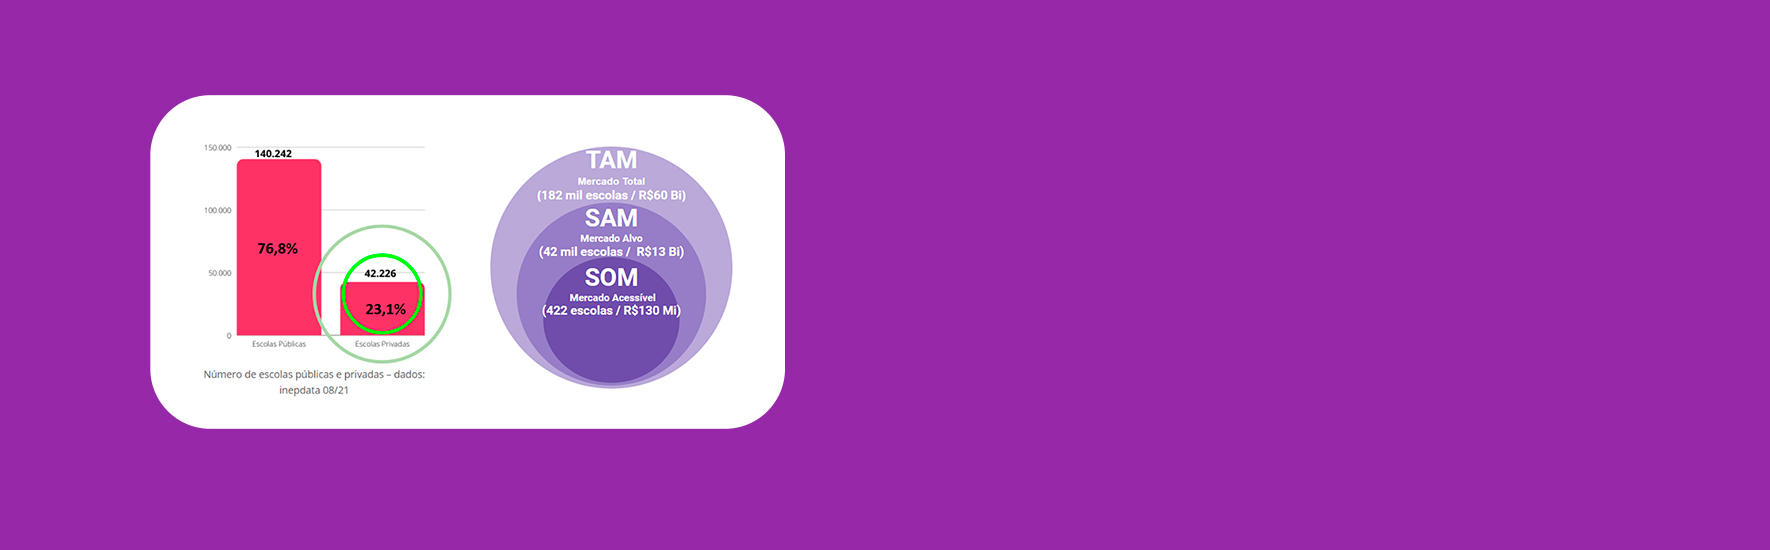 150.000
140.242
100.000
76,8%
50.000
42.226
23,1%
0
Escolas Públicas
Escolas Privadas
Número de escolas públicas e privadas – dados:
inepdata 08/21
TAM
Mercado Total
(182 mil escolas / R$60 Bi)
SAM
Mercado Alvo
(42 mil escolas / R$13 Bi)
SOM
Mercado Acessível
(422 escolas / R$130 Mi)